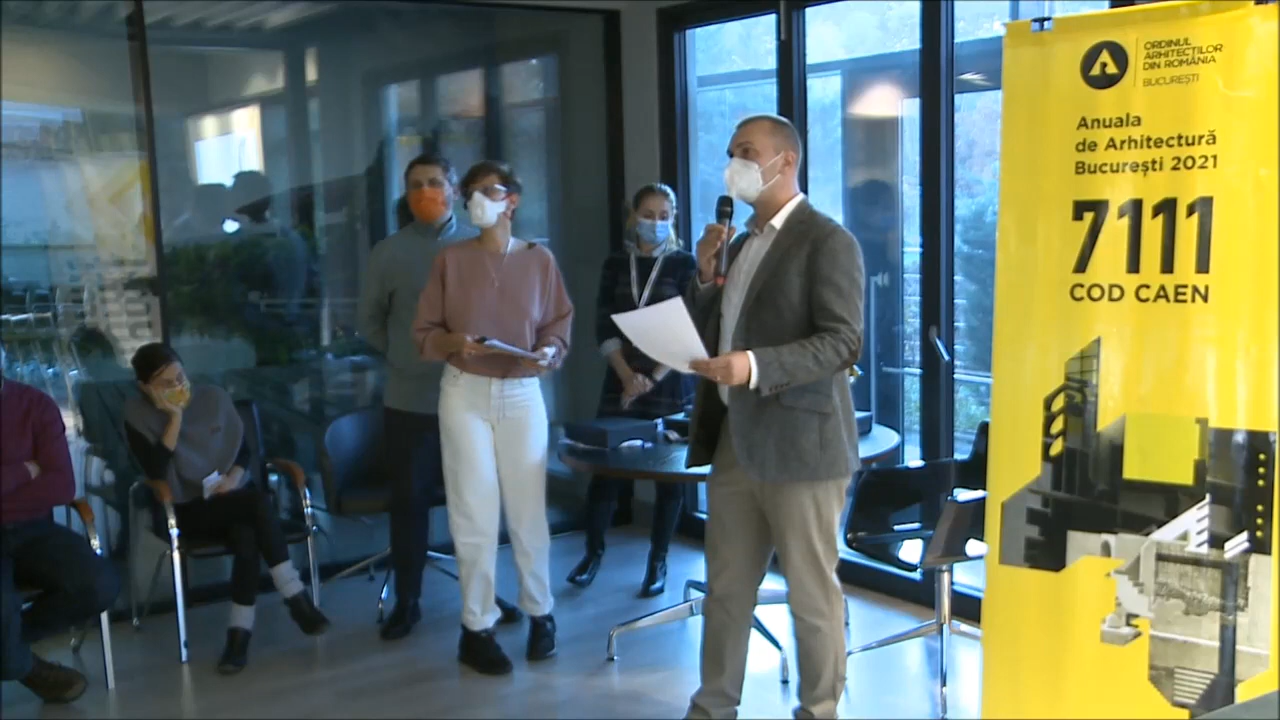 ORDINUL
ARHITECȚILOR
DIN ROMÂNIA
BUCUREȘTI
Anuala
de Arhitectură
București 2021
7111
COD CAEN